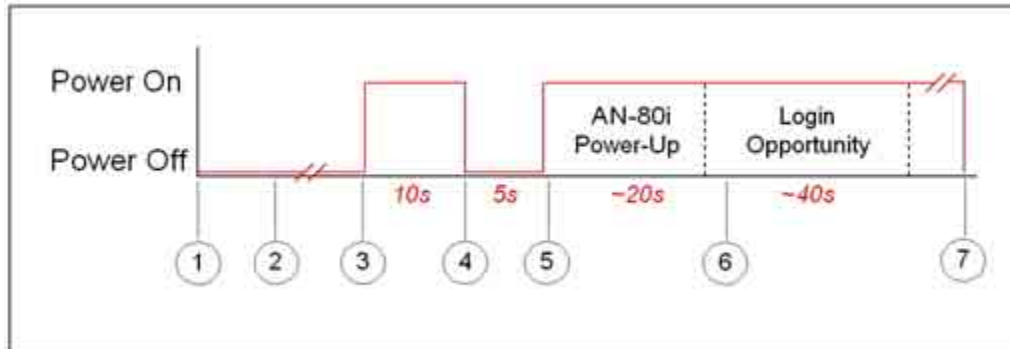 Power On
Power Off
AN-80i
Power-Up
Login
Opportunity
10s
5s
~20s
~40s
1
2
3
4
5
6
7